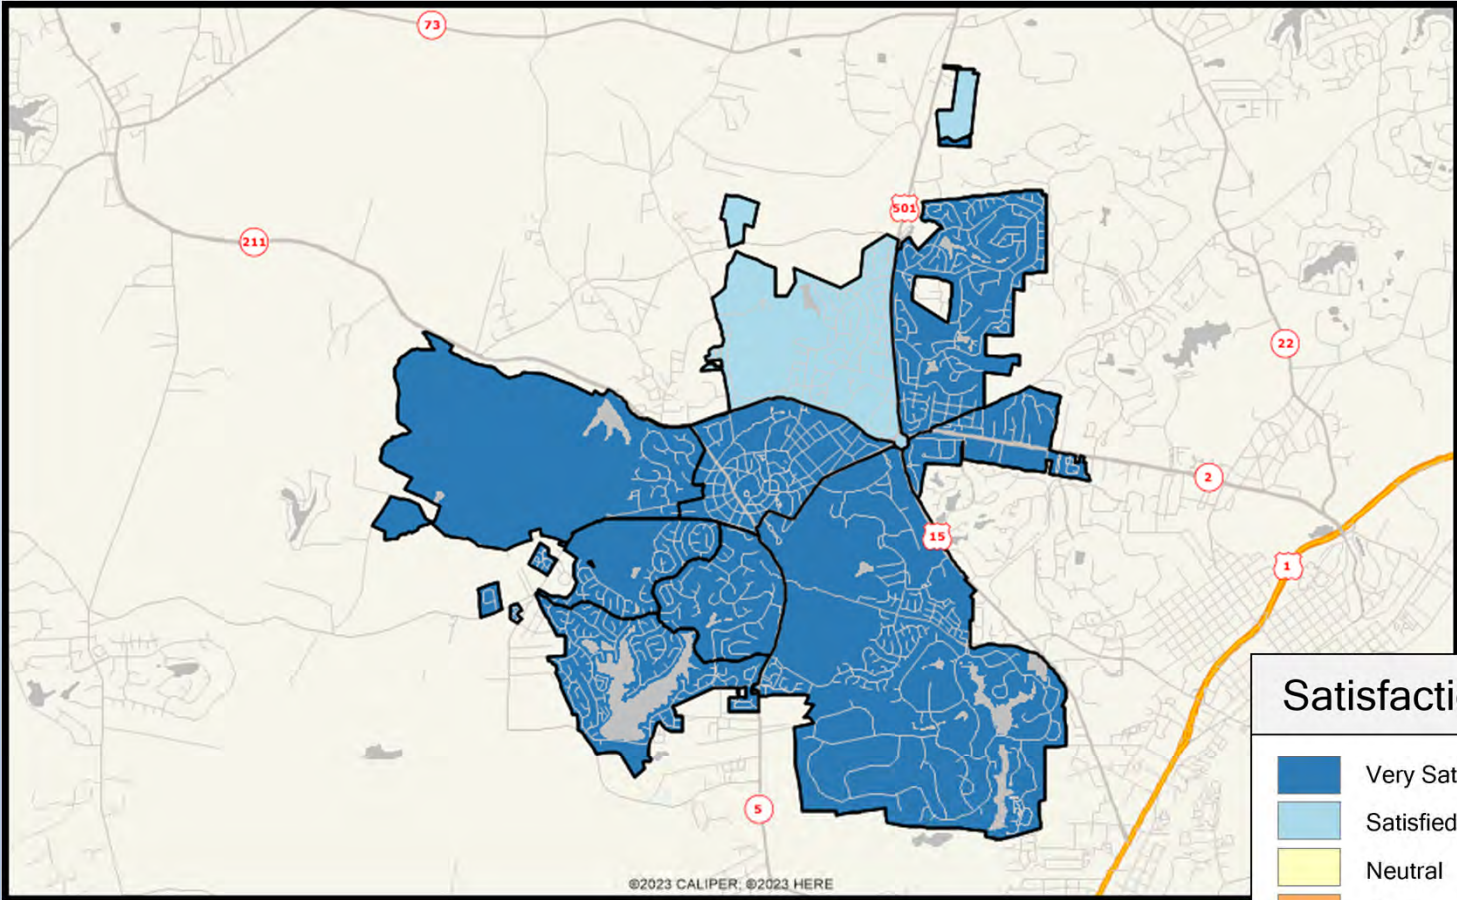 73
501
211
22
2
15
1
Satisfacti
Very Sat
Satisfied
Neutral
5
©2023 CALIPER; ©2023 HERE